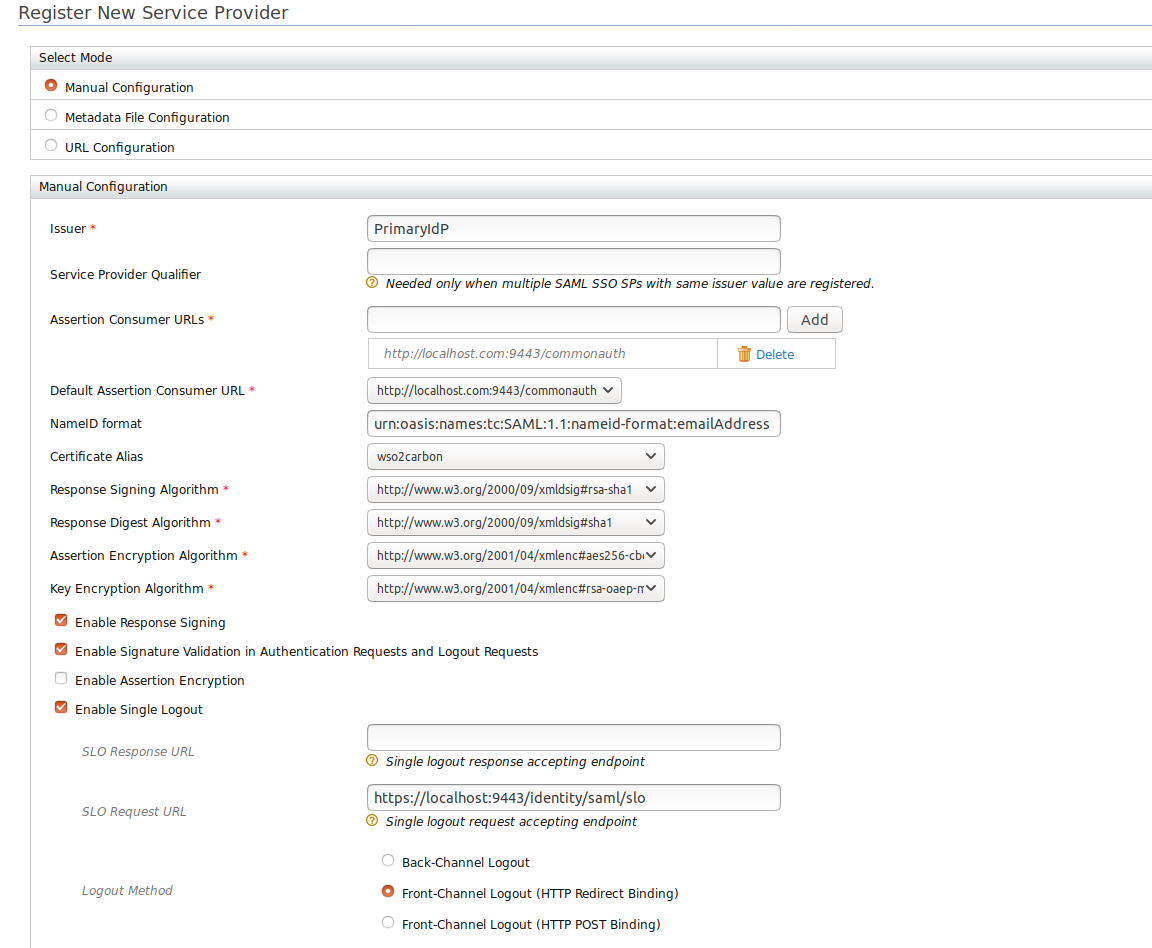 Register New Service Provider
Select Mode
Manual Configuration
Metadata File Configuration
URL Configuration
Manual Configuration
Issuer *
PrimaryIdP
Service Provider Qualifier
Needed only when multiple SAML SSO SPs with same issuer value are registered.
Assertion Consumer URLs *
Add
http://localhost.com:9443/commonauth
Delete
Default Assertion Consumer URL *
http://localhost.com:9443/commonauth
NameID format
urn:oasis:names:tc:SAML:1.1:nameid-format:emailAddress
Certificate Alias
wso2carbon
Response Signing Algorithm *
http://www.w3.org/2000/09/xmldsig#rsa-sha1
Response Digest Algorithm *
http://www.w3.org/2000/09/xmldsig#sha1
Assertion Encryption Algorithm *
http://www.w3.org/2001/04/xmlenc#aes256-cb
Key Encryption Algorithm *
http://www.w3.org/2001/04/xmlenc#rsa-oaep-m
Enable Response Signing
Enable Signature Validation in Authentication Requests and Logout Requests
Enable Assertion Encryption
Enable Single Logout
SLO Response URL
Single logout response accepting endpoint
SLO Request URL
https://localhost:9443/identity/saml/slo
Single logout request accepting endpoint
Logout Method
Back-Channel Logout
Front-Channel Logout (HTTP Redirect Binding)
Front-Channel Logout (HTTP POST Binding)